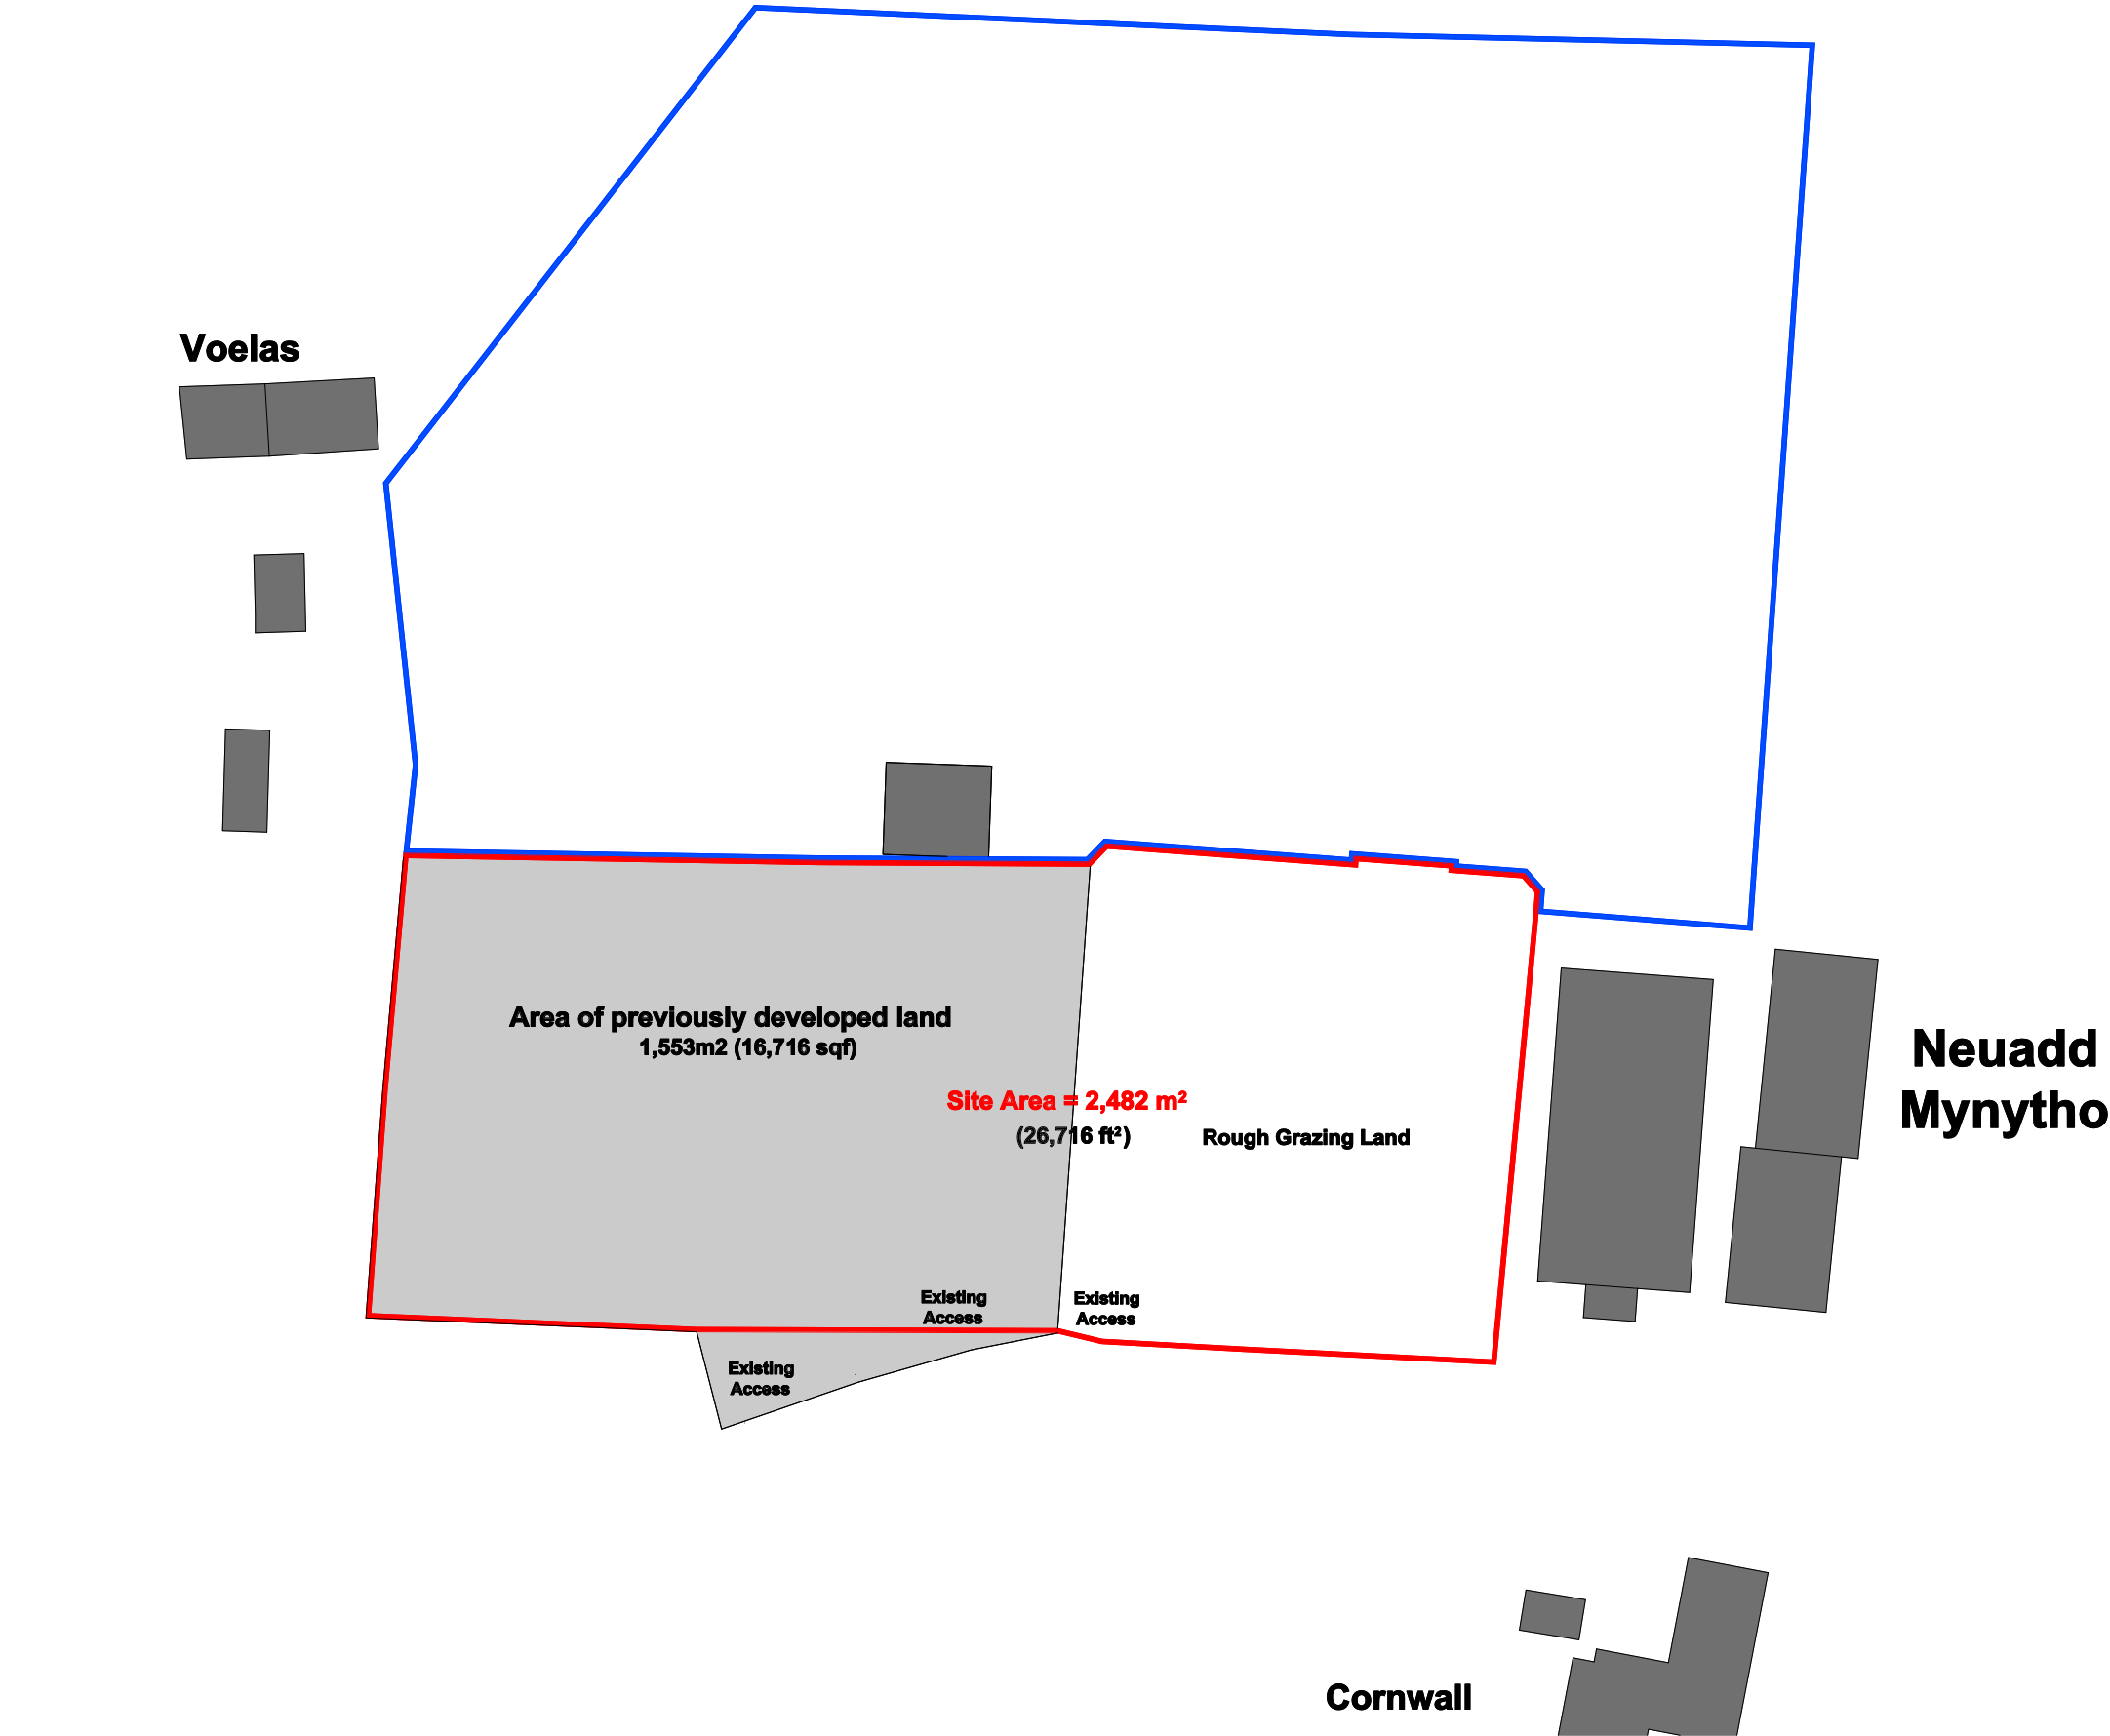 Voelas
Area of previously developed land
1,553m2 (16,716 sqf)
Neuadd
Mynytho
Site Area = 2,482 m²
(26,716 ft²)
Rough Grazing Land
Existing
Access
Existing
Access
Existing
Access
Cornwall